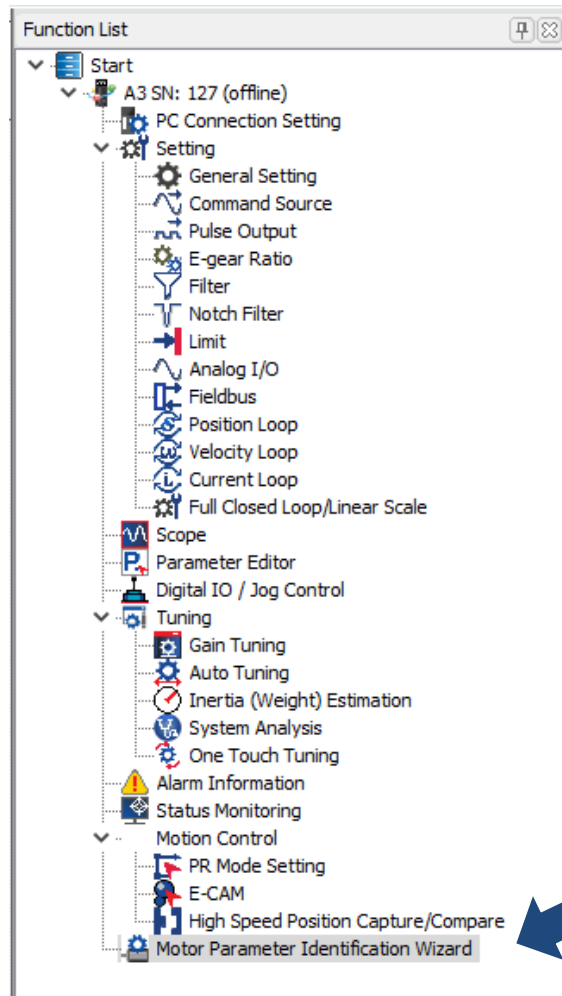 Function List
Start
A3 SN: 127 (offline)
PC Connection Setting
Setting
General Setting
Command Source
Pulse Output
E-gear Ratio
Filter
Notch Filter
Limit
Analog I/O
Fieldbus
Position Loop
Velocity Loop
Current Loop
Full Closed Loop/Linear Scale
Scope
Parameter Editor
Digital IO / Jog Control
Tuning
Gain Tuning
Auto Tuning
Inertia (Weight) Estimation
System Analysis
One Touch Tuning
Alarm Information
Status Monitoring
Motion Control
PR Mode Setting
E-CAM
High Speed Position Capture/Compare
Motor Parameter Identification Wizard